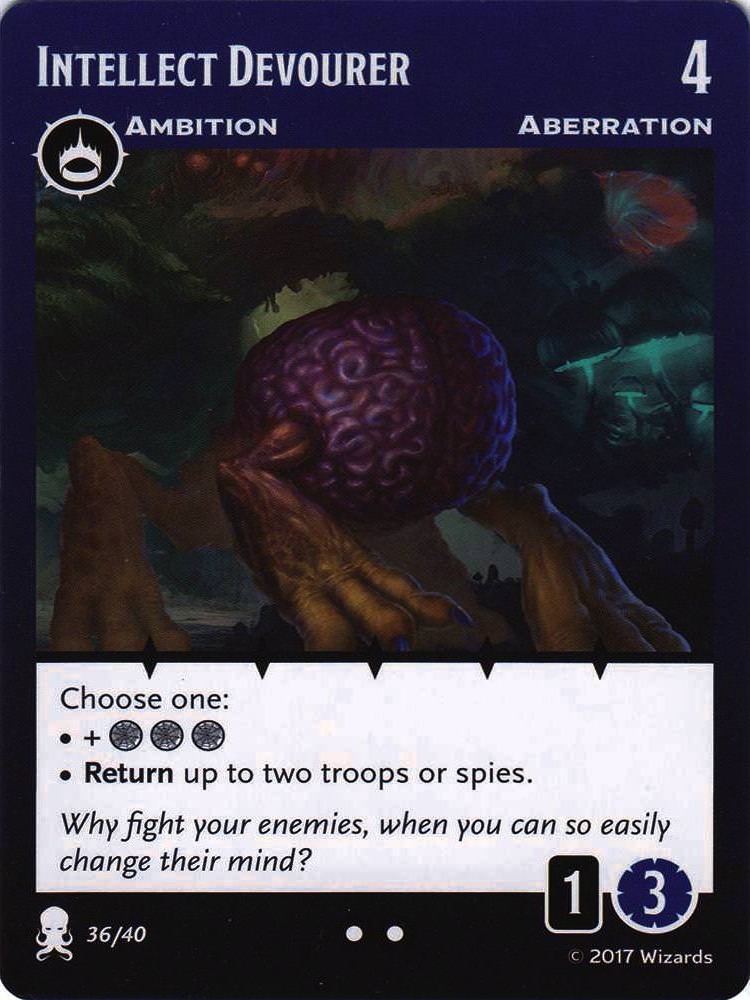 INTELLECT DEVOURER 4
AMBITION ABERRATION
Choose one:
• +
• Return up to two troops or spies.
Why fight your enemies, when you can so easily
change their mind?
1 3
36/40
© 2017 Wizards